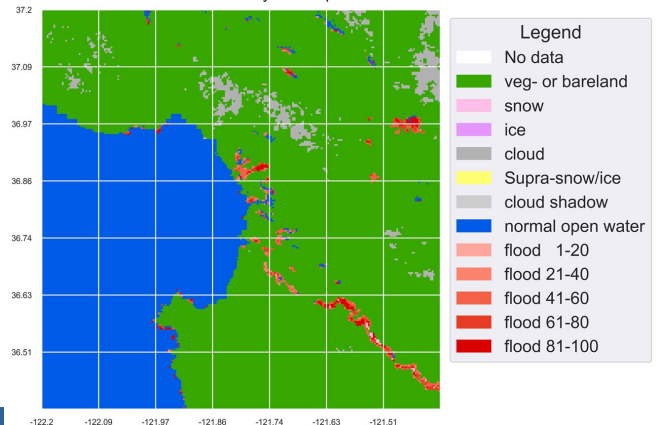 37.2
37.09
36.97
36.86
36.74
36.63
36.51
-122.2
-122.09
-121.97
-121.86
-121.74
-121.63
-121.51
Legend
No data
veg- or bareland
snow
ice
cloud
Supra-snow/ice
cloud shadow
normal open water
flood 1-20
flood 21-40
flood 41-60
flood 61-80
flood 81-100